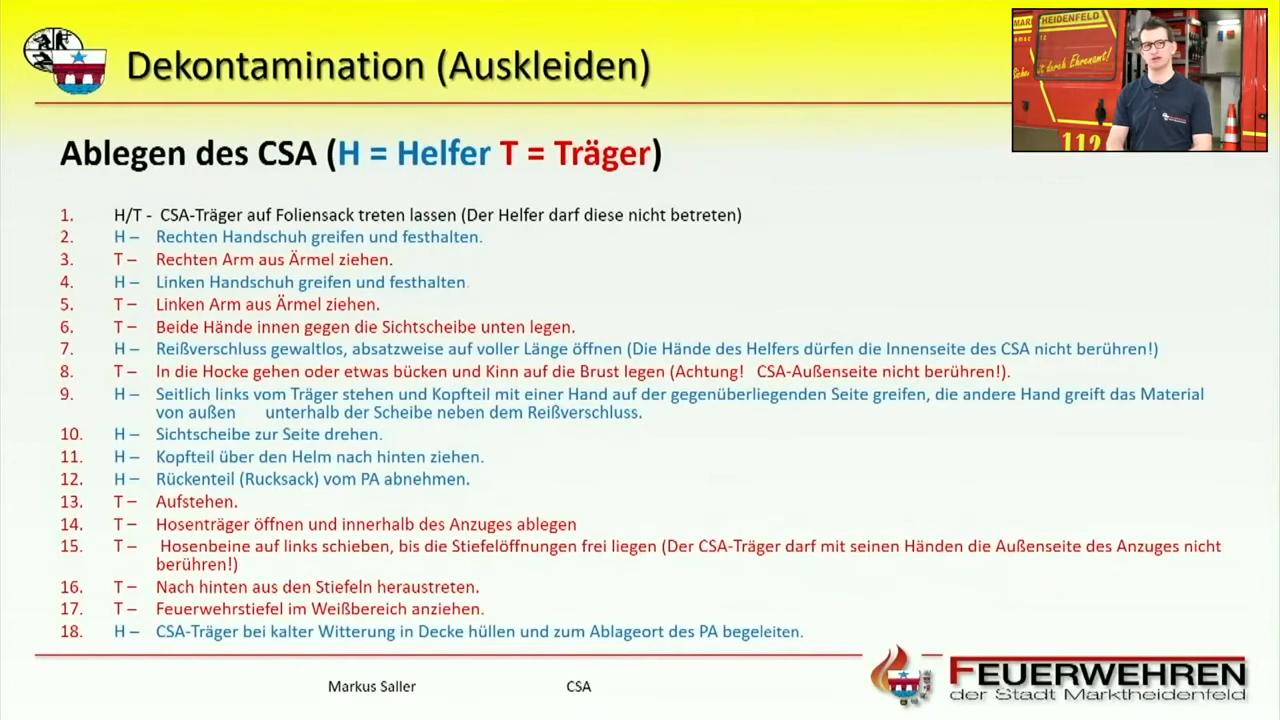 Dekontamination (Auskleiden)
MARKTHEIDENFELD
durch Ehrenamt!
112
Ablegen des CSA (H = Helfer T = Träger)
1. H/T - CSA-Träger auf Foliensack treten lassen (Der Helfer darf diese nicht betreten)
2. H – Rechten Handschuh greifen und festhalten.
3. T – Rechten Arm aus Ärmel ziehen.
4. H – Linken Handschuh greifen und festhalten.
5. T – Linken Arm aus Ärmel ziehen.
6. T – Beide Hände innen gegen die Sichtscheibe unten legen.
7. H – Reißverschluss gewaltlos, absatzweise auf voller Länge öffnen (Die Hände des Helfers dürfen die Innenseite des CSA nicht berühren!)
8. T – In die Hocke gehen oder etwas bücken und Kinn auf die Brust legen (Achtung! CSA-Außenseite nicht berühren!).
9. H – Seitlich links vom Träger stehen und Kopfteil mit einer Hand auf der gegenüberliegenden Seite greifen, die andere Hand greift das Material
von außen unterhalb der Scheibe neben dem Reißverschluss.
10. H – Sichtscheibe zur Seite drehen.
11. H – Kopfteil über den Helm nach hinten ziehen.
12. H – Rückenteil (Rucksack) vom PA abnehmen.
13. T – Aufstehen.
14. T – Hosenträger öffnen und innerhalb des Anzuges ablegen
15. T – Hosenbeine auf links schieben, bis die Stiefelöffnungen frei liegen (Der CSA-Träger darf mit seinen Händen die Außenseite des Anzuges nicht
berühren!)
16. T – Nach hinten aus den Stiefeln heraustreten.
17. T – Feuerwehrstiefel im Weißbereich anziehen.
18. H – CSA-Träger bei kalter Witterung in Decke hüllen und zum Ablageort des PA begeleiten.
Markus Saller CSA
FEUERWEHREN
der Stadt Marktheidenfeld